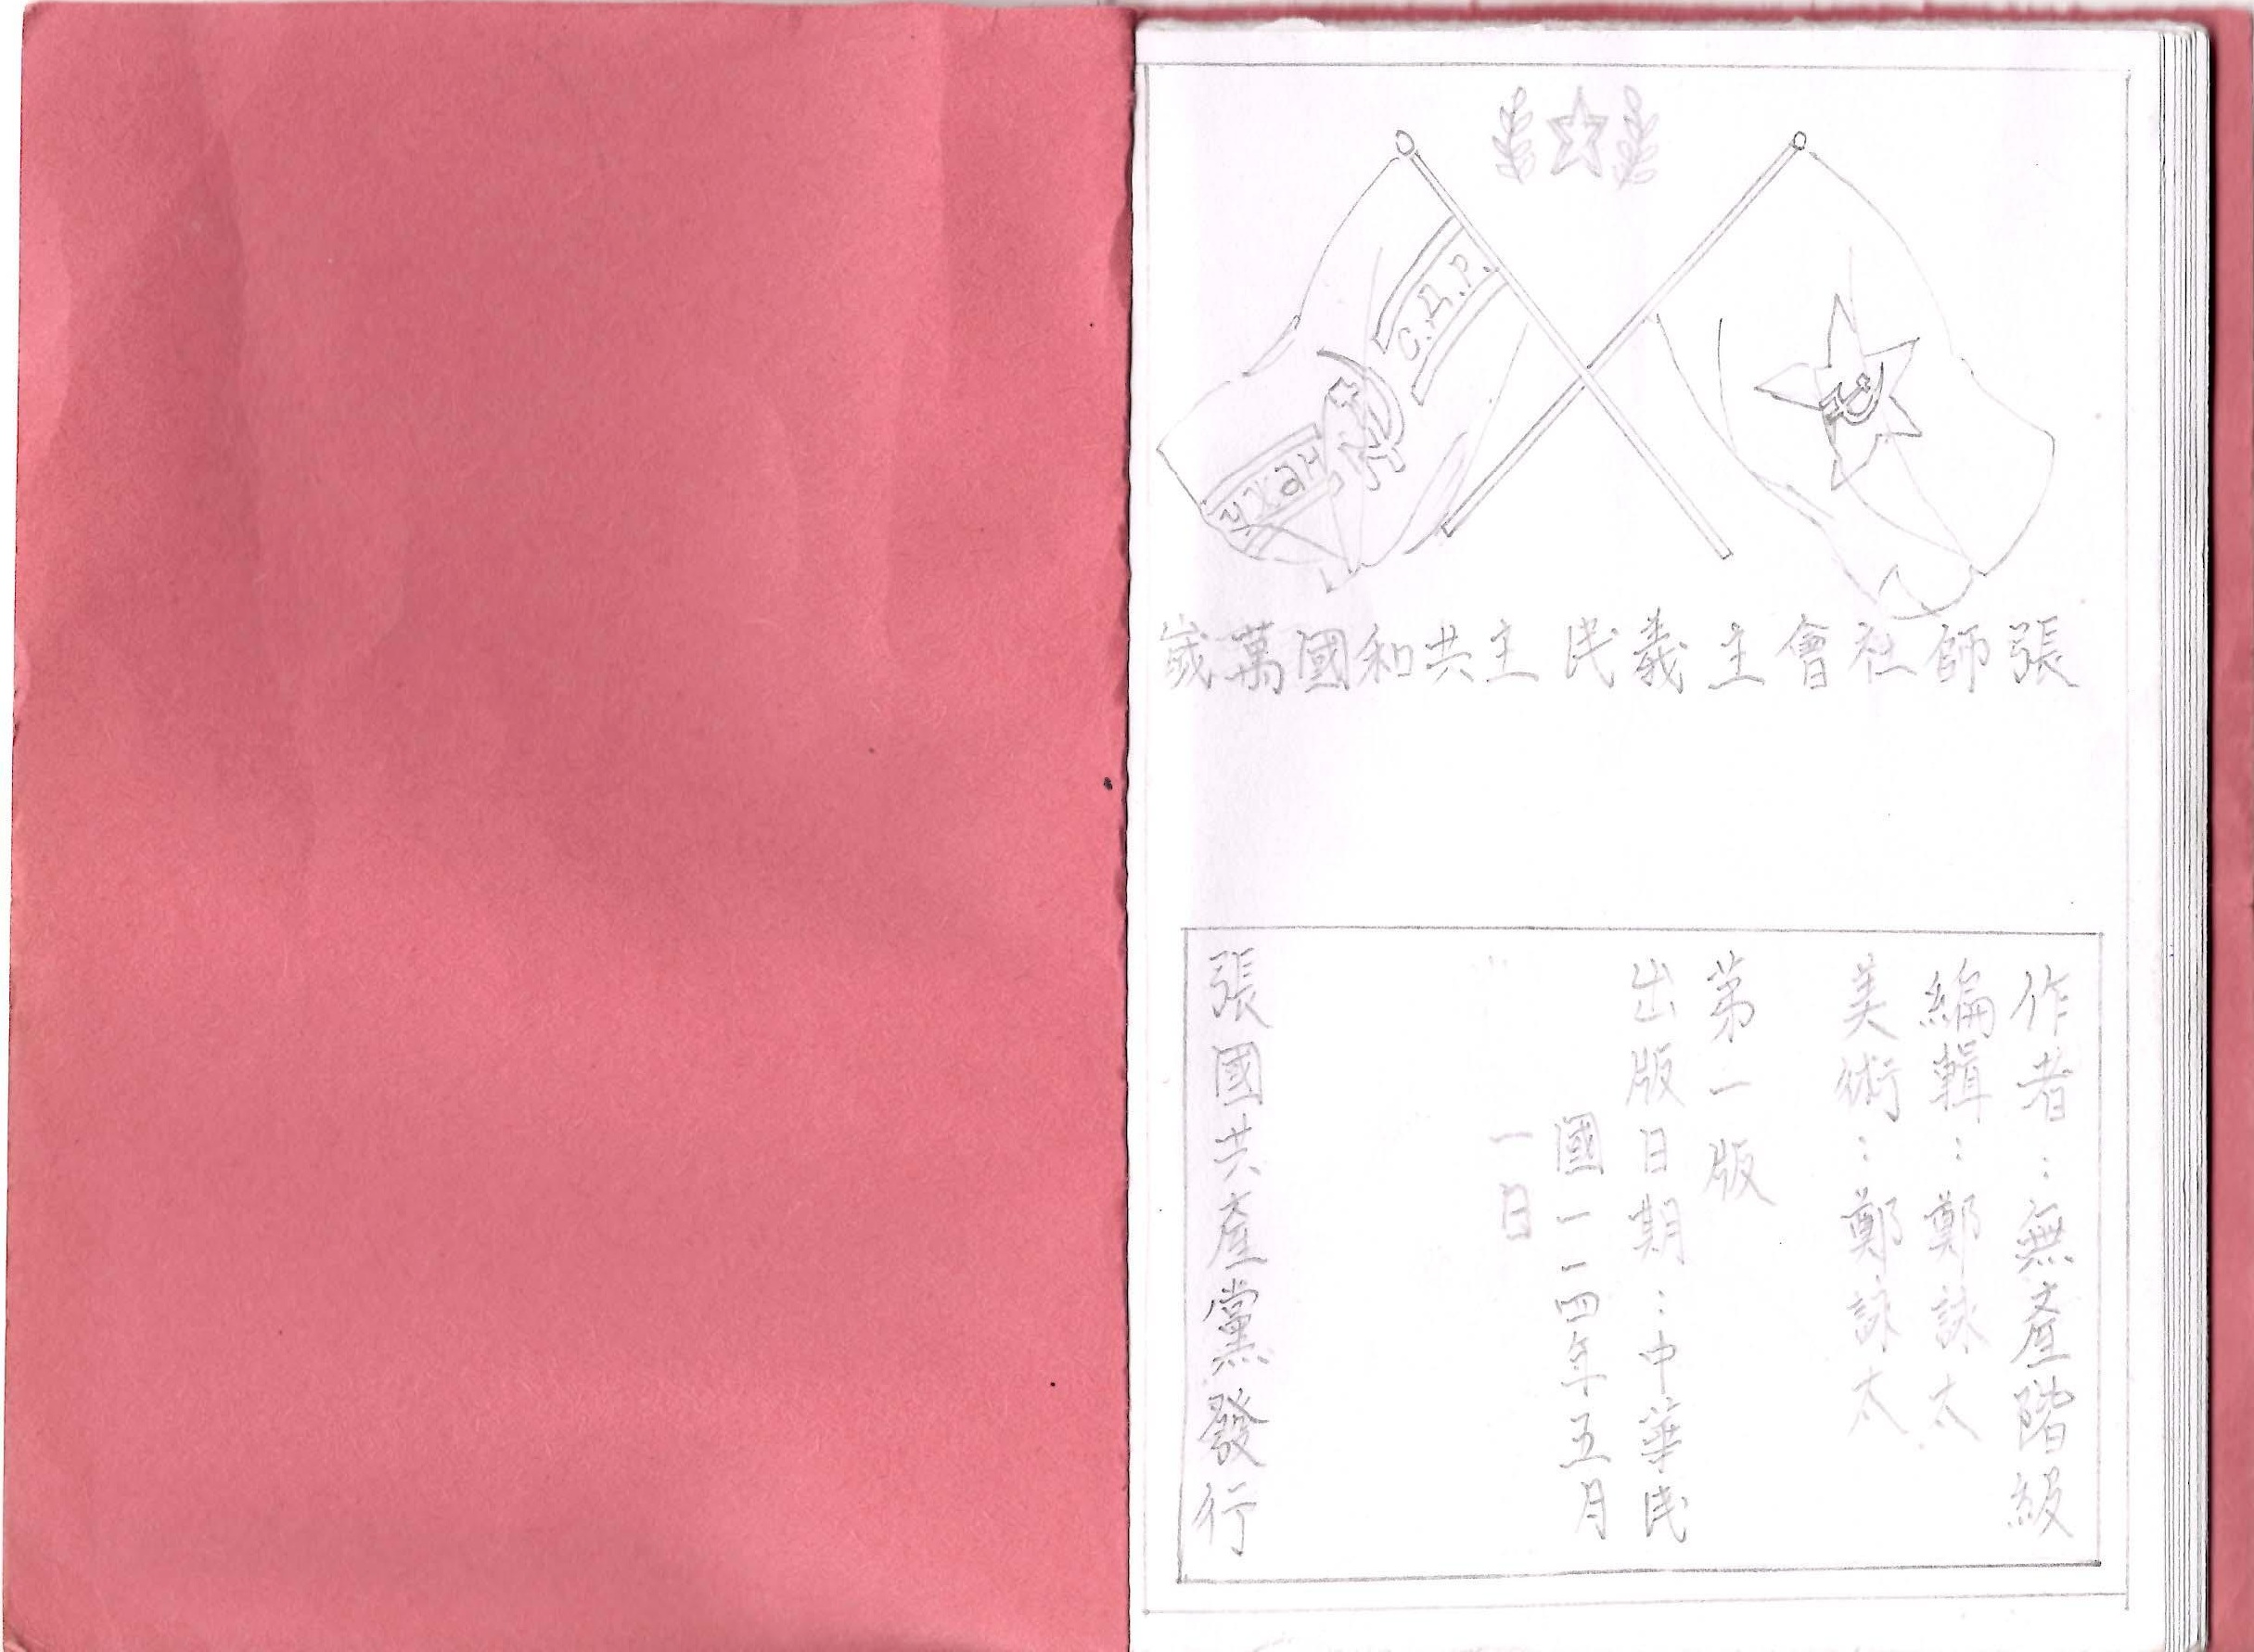 С.Д.Р.
Чжан
張師社會主義民主共和國萬歲
作者：無產階級
編輯：鄭詠太
美術：鄭詠太
第一版
出版日期：中華民
國一一四年五月
一日
張國共產黨發行